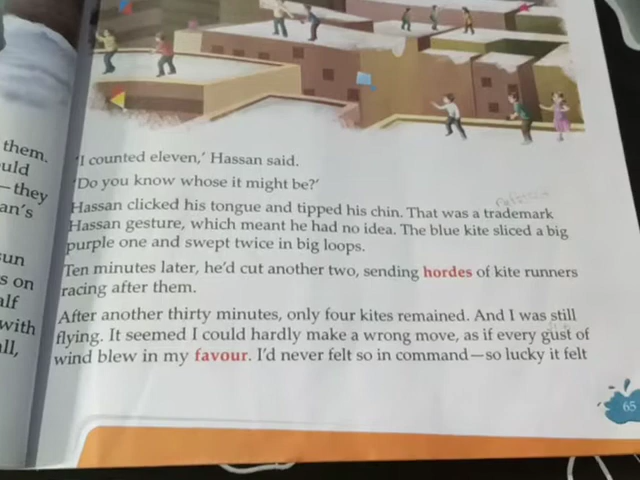 them.
uld
—they
an's
sun
s on
alf
with
all,
'I counted eleven,' Hassan said.
'Do you know whose it might be?'
Hassan clicked his tongue and tipped his chin. That was a trademark
Hassan gesture, which meant he had no idea. The blue kite sliced a big
purple one and swept twice in big loops.
Ten minutes later, he'd cut another two, sending hordes of kite runners
racing after them.
After another thirty minutes, only four kites remained. And I was still
flying. It seemed I could hardly make a wrong move, as if every gust of
wind blew in my favour. I'd never felt so in command—so lucky it felt
65